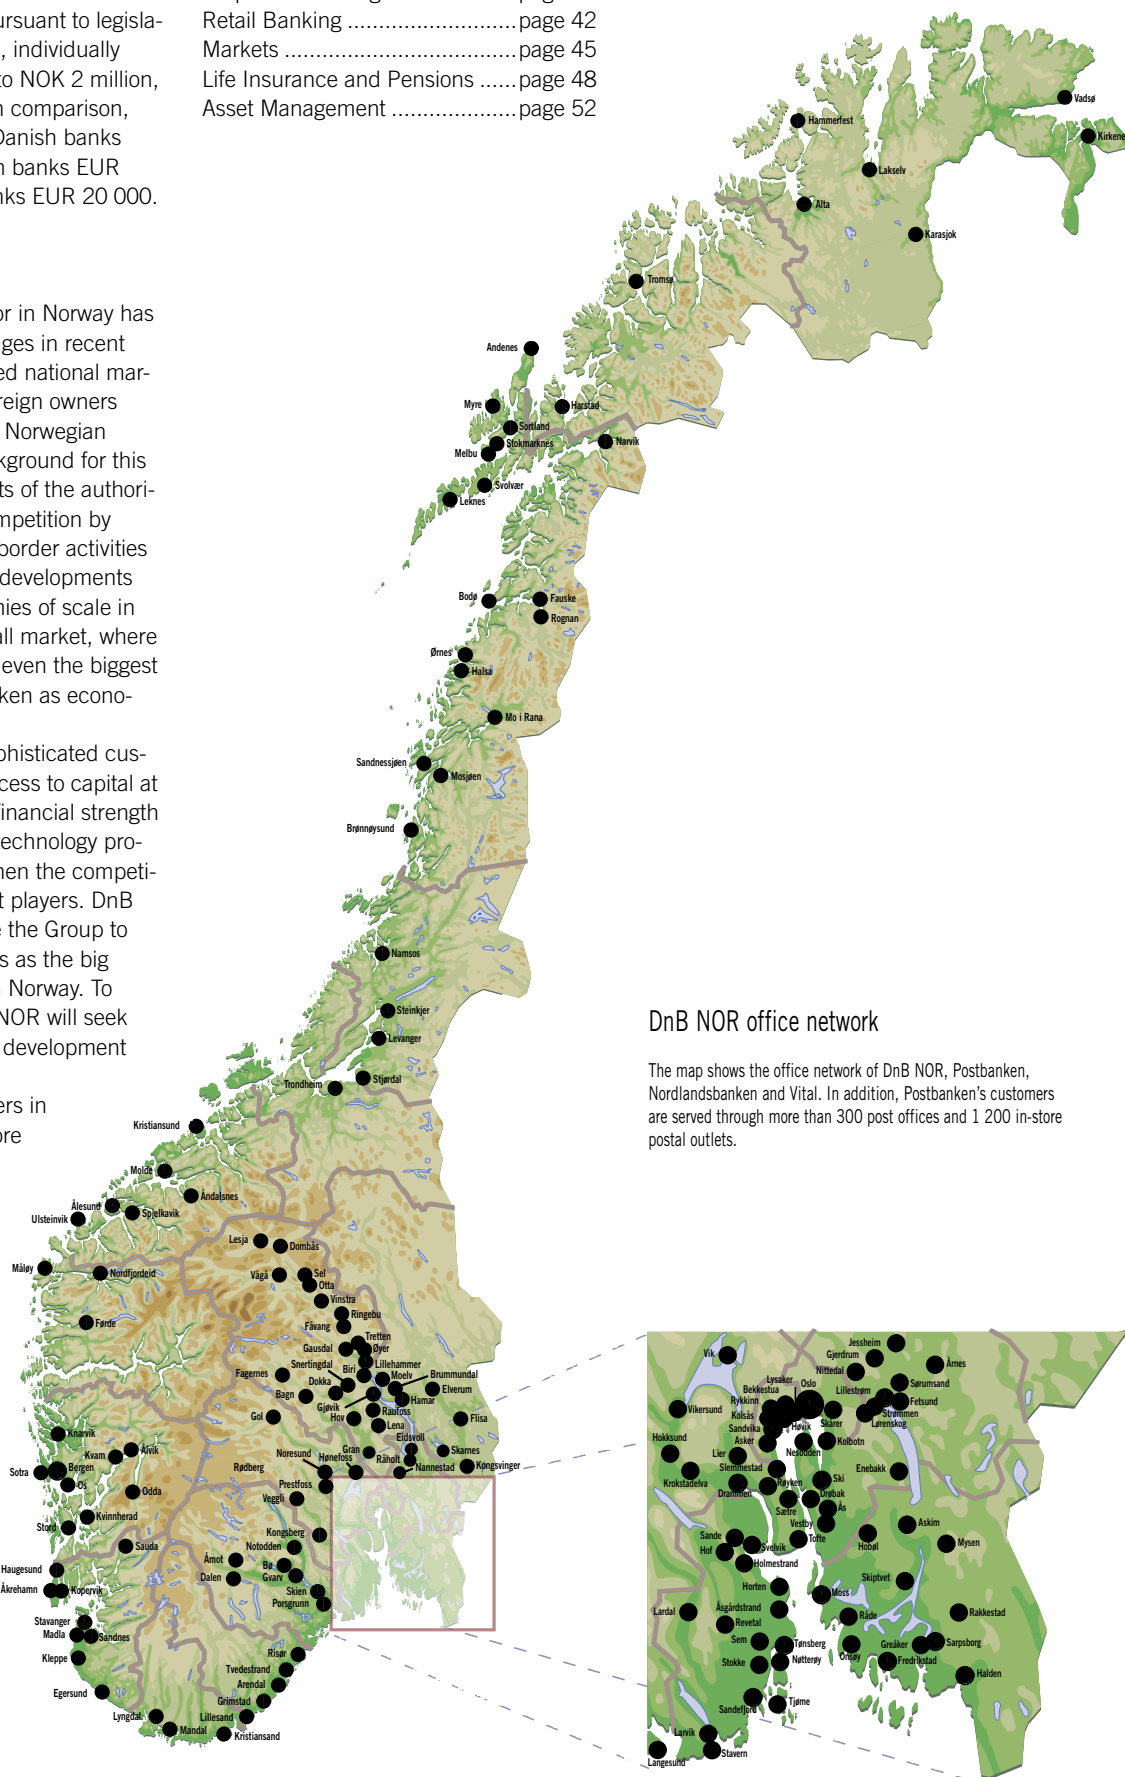 ursuant to legisla-
, individually
to NOK 2 million,
n comparison,
Danish banks
n banks EUR
nks EUR 20 000.
or in Norway has
ges in recent
ed national mar-
reign owners
Norwegian
kground for this
ts of the authori-
mpetition by
border activities
developments
nies of scale in
all market, where
even the biggest
ken as econo-
phisticated cus-
cess to capital at
financial strength
technology pro-
hen the competi-
t players. DnB
e the Group to
s as the big
n Norway. To
NOR will seek
development
ers in
ore
Retail Banking ..........................page 42
Markets ....................................page 45
Life Insurance and Pensions ......page 48
Asset Management ...................page 52
Vadsø
Kirkene
Hammerfest
Lakselv
Alta
Karasjok
Tromsø
Andenes
Myre
Harstad
Sortland
Stokmarknes
Melbu
Narvik
Svolvær
Leknes
Bodø
Fauske
Rognan
Ørnes
Halsa
Mo i Rana
Sandnessjøen
Mosjøen
Brønnøysund
Namsos
Steinkjer
Levanger
Stjørdal
Trondheim
Kristiansund
Molde
Åndalsnes
Ålesund
Spjelkavik
Ulsteinvik
Lesja
Dombås
Måløy
Nordfjordeid
Vågå
Sel
Otta
Vinstra
Førde
Ringebu
Fåvang
Tretten
Gausdal
Øyer
Snertingdal
Lillehammer
Biri
Moelv
Brummundal
Fagernes
Dokka
Elverum
Bagn
Hamar
Gjøvik
Raufoss
Hov
Gol
Lena
Flisa
Knarvik
Eidsvoll
Ålvik
Kvam
Gran
Skarnes
Noresund
Hønefoss
Råholt
Bergen
Sotra
Rødberg
Nannestad
Kongsvinger
Os
Odda
Prestfoss
Veggli
Kvinnherad
Stord
Kongsberg
Sauda
Notodden
Åmot
Bø
Haugesund
Gvarv
Dalen
Åkrehamn
Kopervik
Skien
Porsgrunn
Stavanger
Madla
Sandnes
Kleppe
Risør
Tvedestrand
Egersund
Arendal
Grimstad
Lyngdal
Lillesand
Mandal
Kristiansand
DnB NOR office network
The map shows the office network of DnB NOR, Postbanken,
Nordlandsbanken and Vital. In addition, Postbanken's customers
are served through more than 300 post offices and 1 200 in-store
postal outlets.
Jessheim
Vik
Gjerdrum
Nittedal
Årnes
Lysaker
Oslo
Bekkestua
Lillestrøm
Sørumsand
Rykkinn
Fetsund
Vikersund
Kolsås
Høvik
Skårer
Strømmen
Sandvika
Lørenskog
Hokksund
Asker
Kolbotn
Lier
Nesodden
Slemmestad
Enebakk
Krokstadelva
Drammen
Røyken
Ski
Sætre
Drøbak
Ås
Vestby
Askim
Sande
Tofte
Hobøl
Mysen
Hof
Svelvik
Holmestrand
Skiptvet
Horten
Moss
Lardal
Åsgårdstrand
Råde
Rakkestad
Revetal
Sem
Tønsberg
Greåker
Sarpsborg
Onsøy
Stokke
Nøtterøy
Fredrikstad
Halden
Sandefjord
Tjøme
Larvik
Stavern
Langesund